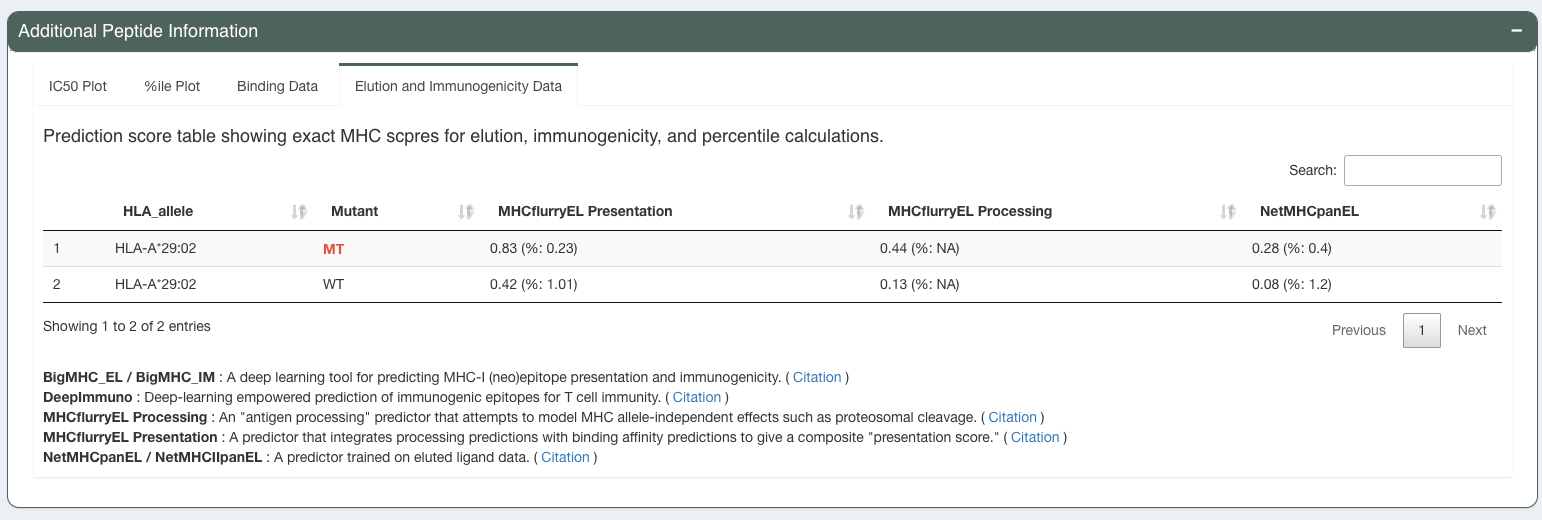 Additional Peptide Information
IC50 Plot %ile Plot Binding Data Elution and Immunogenicity Data
Prediction score table showing exact MHC scpres for elution, immunogenicity, and percentile calculations.
Search:
HLA_allele Mutant MHCflurryEL Presentation MHCflurryEL Processing NetMHCpanEL
1 HLA-A*29:02 MT 0.83 (%: 0.23) 0.44 (%: NA) 0.28 (%: 0.4)
2 HLA-A*29:02 WT 0.42 (%: 1.01) 0.13 (%: NA) 0.08 (%: 1.2)
Showing 1 to 2 of 2 entries Previous 1 Next
BigMHC_EL / BigMHC_IM : A deep learning tool for predicting MHC-I (neo)epitope presentation and immunogenicity. ( Citation )
DeepImmuno : Deep-learning empowered prediction of immunogenic epitopes for T cell immunity. ( Citation )
MHCflurryEL Processing : An "antigen processing" predictor that attempts to model MHC allele-independent effects such as proteosomal cleavage. ( Citation )
MHCflurryEL Presentation : A predictor that integrates processing predictions with binding affinity predictions to give a composite "presentation score." ( Citation )
NetMHCpanEL / NetMHCIIpanEL : A predictor trained on eluted ligand data. ( Citation )